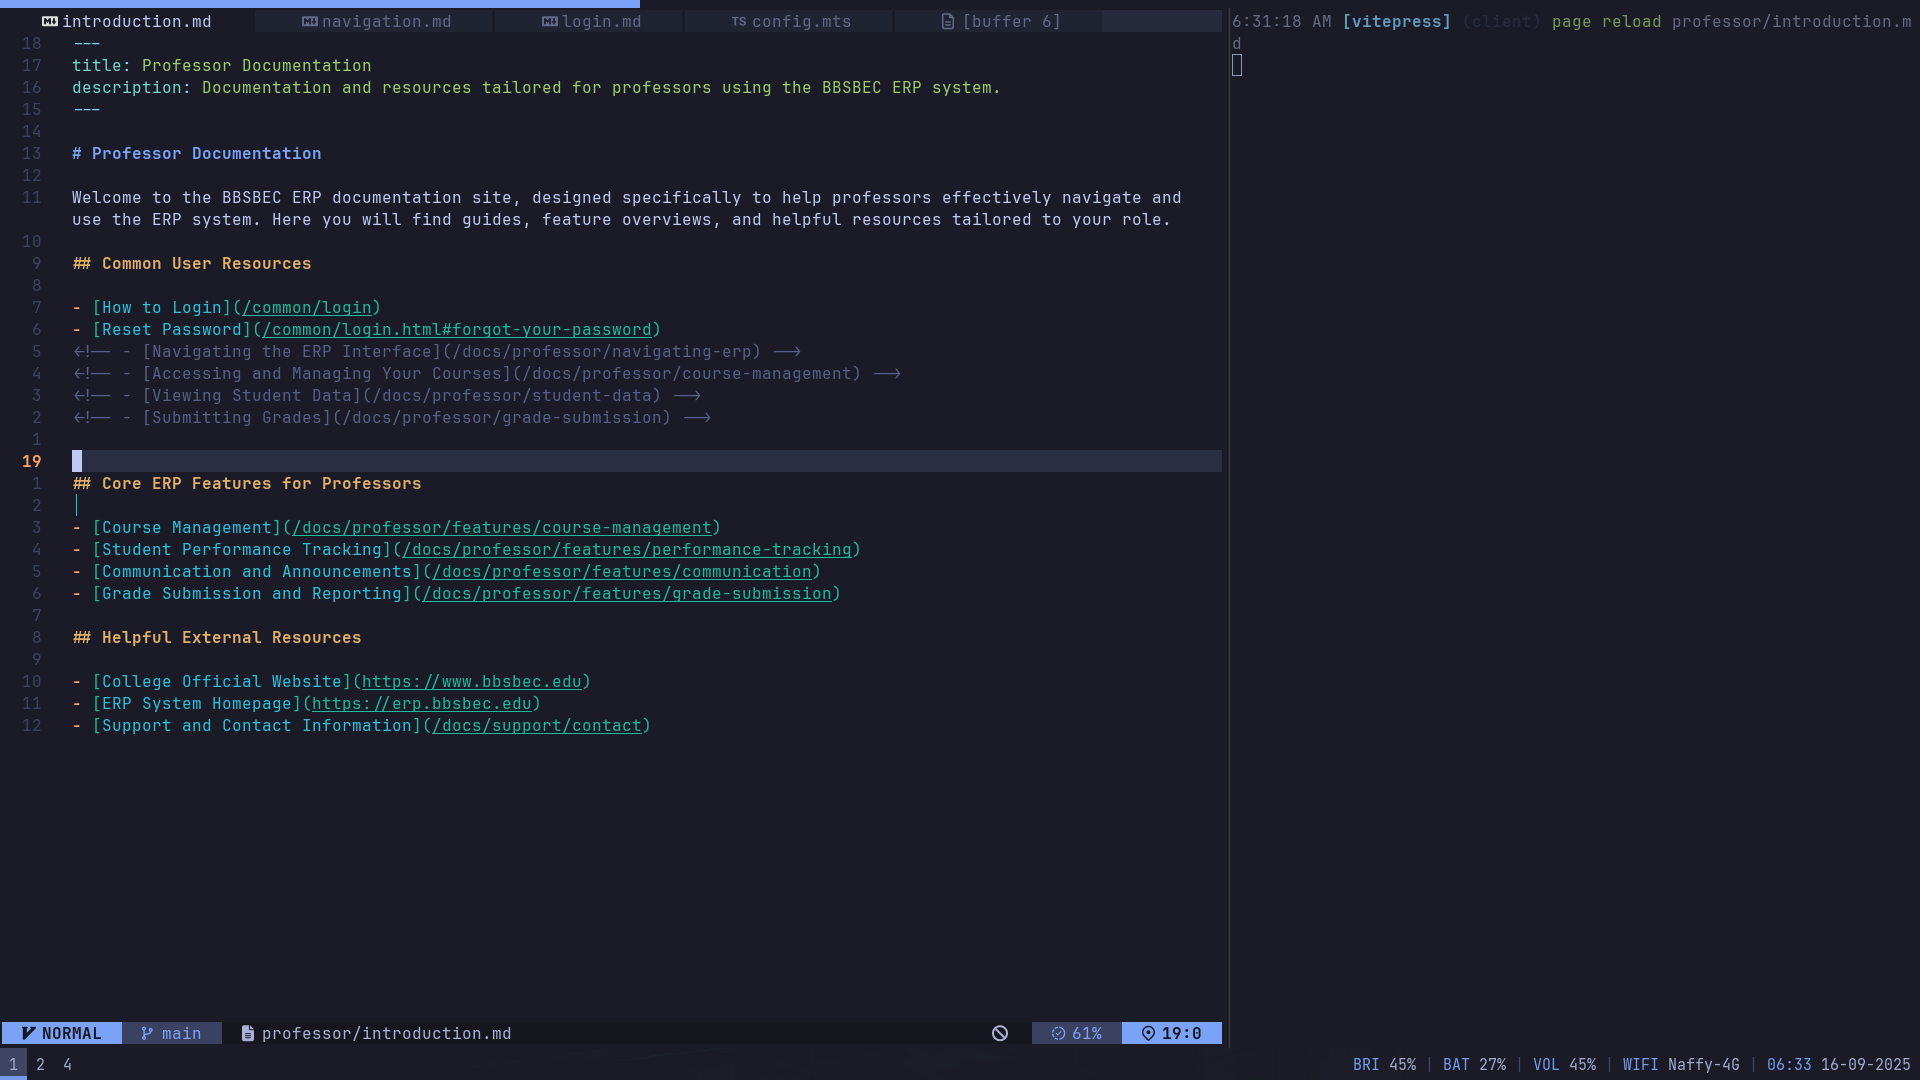 introduction.md navigation.md login.md TS config.mts [buffer 6]
18 ---
17 title: Professor Documentation
16 description: Documentation and resources tailored for professors using the BBSBEC ERP system.
15 ---
14
13 # Professor Documentation
12
11 Welcome to the BBSBEC ERP documentation site, designed specifically to help professors effectively navigate and
use the ERP system. Here you will find guides, feature overviews, and helpful resources tailored to your role.
10
9 ## Common User Resources
8
7 - [How to Login](/common/login)
6 - [Reset Password](/common/login.html#forgot-your-password)
5 <!-- - [Navigating the ERP Interface](/docs/professor/navigating-erp) -->
4 <!-- - [Accessing and Managing Your Courses](/docs/professor/course-management) -->
3 <!-- - [Viewing Student Data](/docs/professor/student-data) -->
2 <!-- - [Submitting Grades](/docs/professor/grade-submission) -->
1
19
1 ## Core ERP Features for Professors
2
3 - [Course Management](/docs/professor/features/course-management)
4 - [Student Performance Tracking](/docs/professor/features/performance-tracking)
5 - [Communication and Announcements](/docs/professor/features/communication)
6 - [Grade Submission and Reporting](/docs/professor/features/grade-submission)
7
8 ## Helpful External Resources
9
10 - [College Official Website](https://www.bbsbec.edu)
11 - [ERP System Homepage](https://erp.bbsbec.edu)
12 - [Support and Contact Information](/docs/support/contact)
NORMAL main professor/introduction.md 61% 19:0
6:31:18 AM [vitepress] (client) page reload professor/introduction.m
d
1 2 4 BRI 45% | BAT 27% | VOL 45% | WIFI Naffy-4G | 06:33 16-09-2025